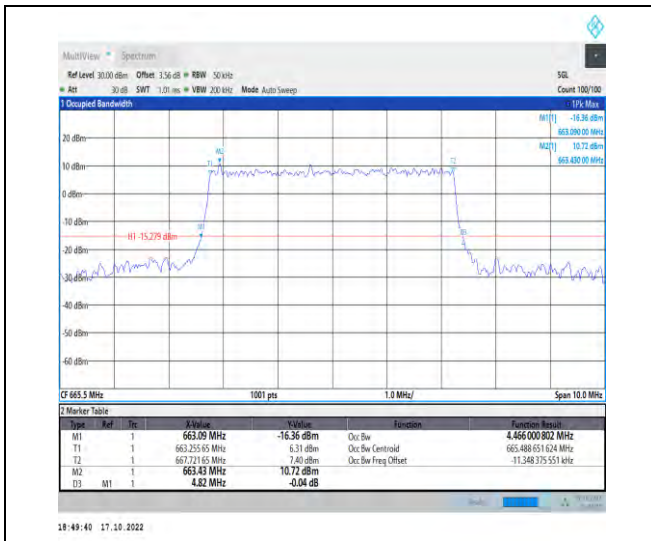 MultiView Spectrum
Ref Level 30.00 dBm Offset 3.56 dB RBW 50 kHz SGL
Att 30 dB SWT 1.01 ms VBW 200 kHz Mode Auto Sweep Count 100/100
1 Occupied Bandwidth 1Pk Max
M1[1] -16.36 dBm
663.090 00 MHz
M2[1] 10.72 dBm
663.430 00 MHz
20 dBm
M2
T1 T2
10 dBm
0 dBm
-10 dBm
M1
H1 -15.279 dBm
-20 dBm
-30 dBm
-40 dBm
-50 dBm
-60 dBm
CF 665.5 MHz 1001 pts 1.0 MHz/ Span 10.0 MHz
2 Marker Table
Type Ref Trc X-Value Y-Value Function Function Result
M1 1 663.09 MHz -16.36 dBm Occ Bw 4.466 000 802 MHz
T1 1 663.255 65 MHz 6.31 dBm Occ Bw Centroid 665.488 651 624 MHz
T2 1 667.721 65 MHz 7.40 dBm Occ Bw Freq Offset -11.348 375 551 kHz
M2 1 663.43 MHz 10.72 dBm
D3 M1 1 4.82 MHz -0.04 dB
18:49:40 17.10.2022